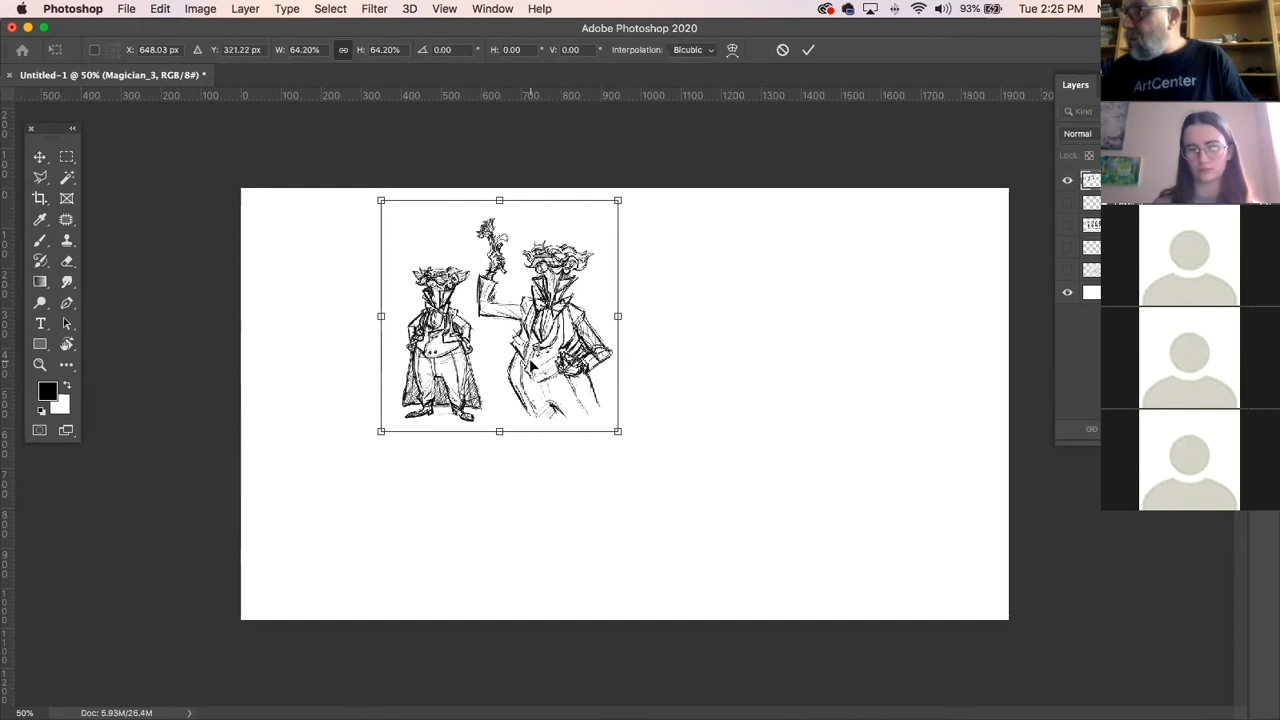 Photoshop File Edit Image Layer Type Select Filter 3D View Window Help 93% Tue 2:25 PM
Adobe Photoshop 2020
X: 648.03 px Y: 321.22 px W: 64.20% H: 64.20% 0.00 ° H: 0.00 ° V: 0.00 ° Interpolation: Bicubic
Untitled-1 @ 50% (Magician_3, RGB/8#) *
500 400 300 200 100 0 100 200 300 400 500 600 700 800 900 1000 1100 1200 1300 1400 1500 1600 1700 1800 1900
Layers
ArtCenter
Kind
Normal
Lock:
50% Doc: 5.93M/26.4M